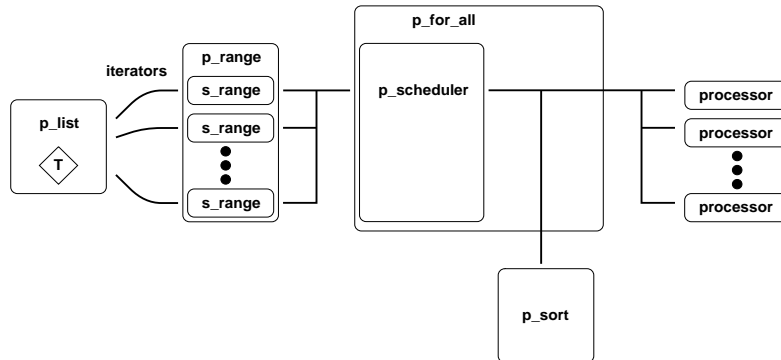 p_for_all
p_range
iterators
s_range
p_scheduler
processor
p_list
s_range
processor
T
s_range
processor
p_sort